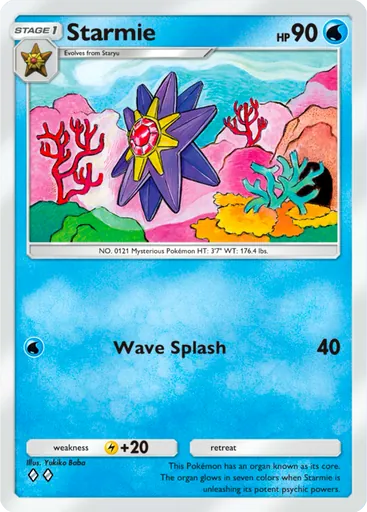 STAGE 1
Starmie
HP 90
Evolves from Staryu
NO. 0121 Mysterious Pokémon HT: 3'7" WT: 176.4 lbs.
Wave Splash 40
weakness +20 retreat
Illus. Yukiko Baba
This Pokémon has an organ known as its core.
The organ glows in seven colors when Starmie is
unleashing its potent psychic powers.